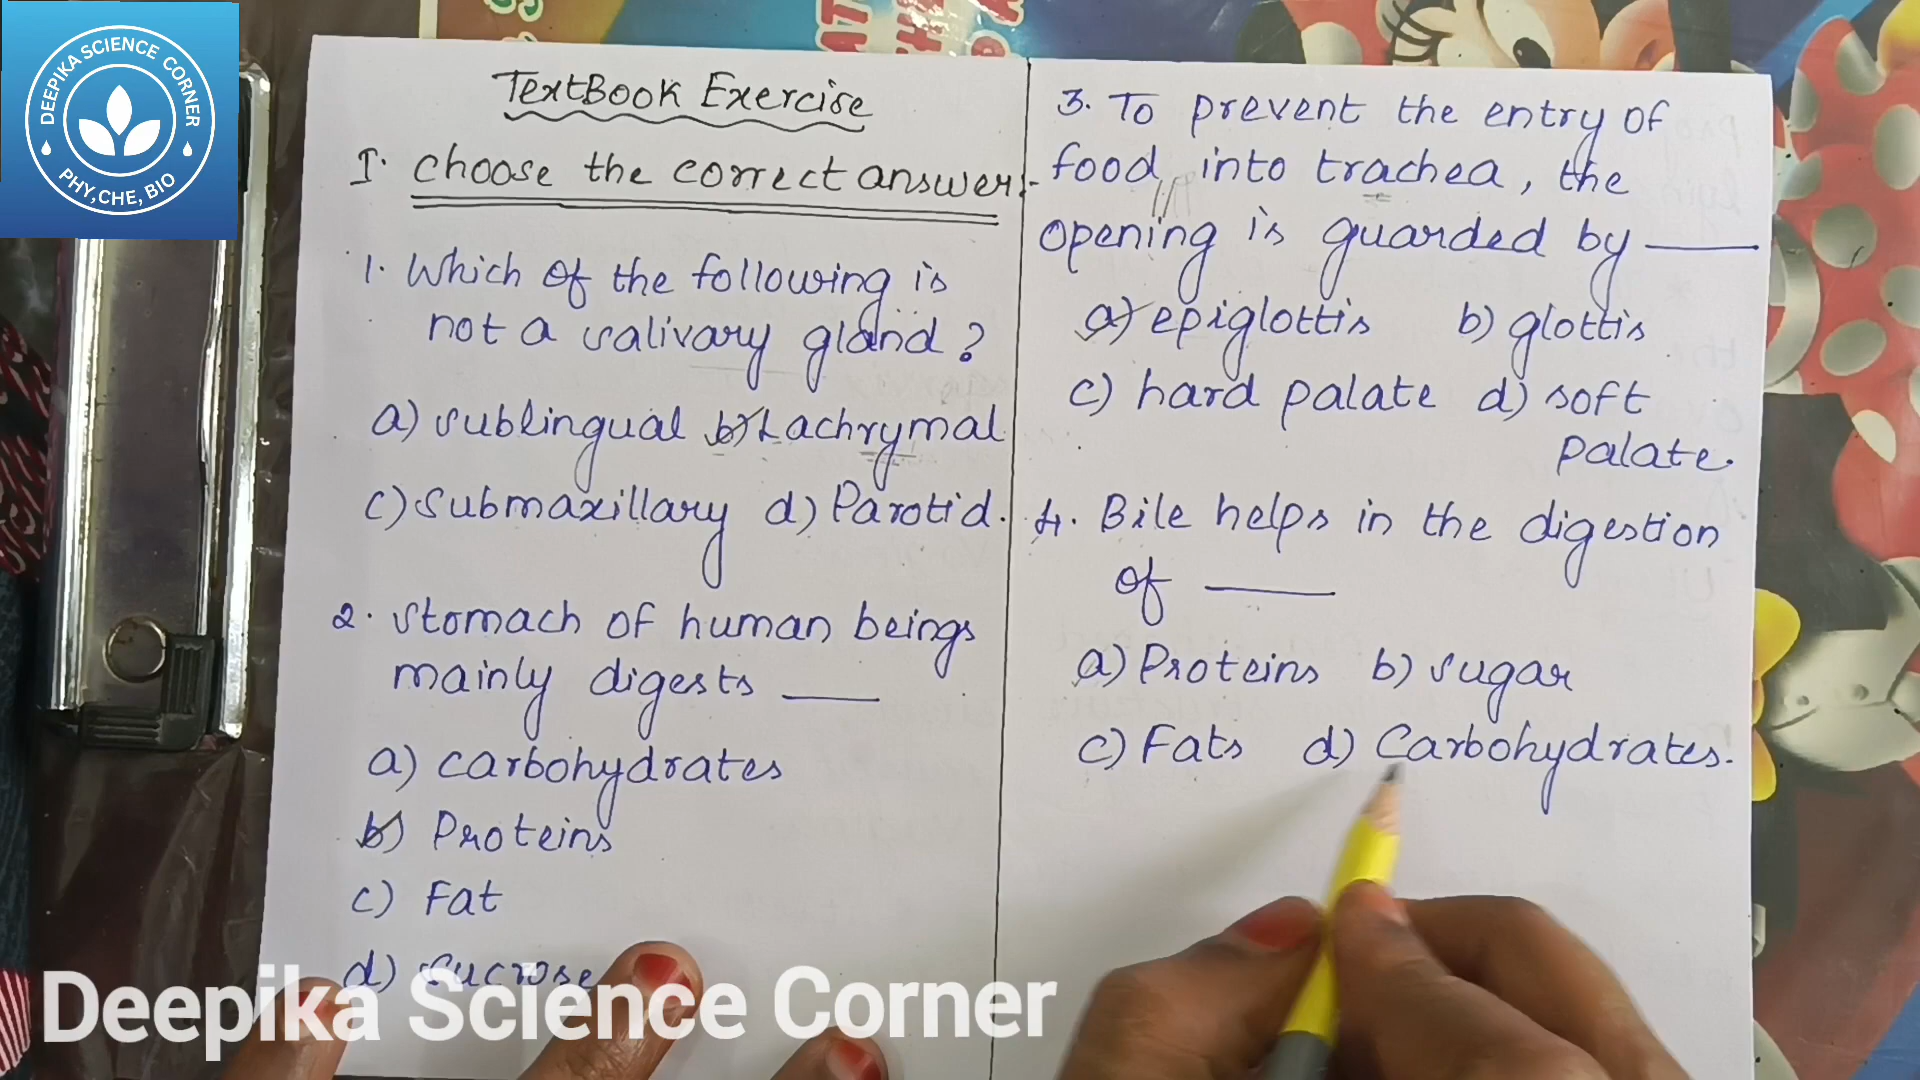 DEEPIKA SCIENCE CORNER
PHY,CHE, BIO
TextBook Exercise
I. choose the correct answer:-
1. Which of the following is
not a salivary gland?
a) sublingual b) Lachrymal
c) Submaxillary d) Parotid.
2. stomach of human beings
mainly digests ____
a) carbohydrates
b) Proteins
c) Fat
d) sucrose
3. To prevent the entry of
food into trachea, the
opening is guarded by ____
a) epiglottis b) glottis
c) hard palate d) soft
palate.
4. Bile helps in the digestion
of ____
a) Proteins b) sugar
c) Fats d) Carbohydrates.
Deepika Science Corner